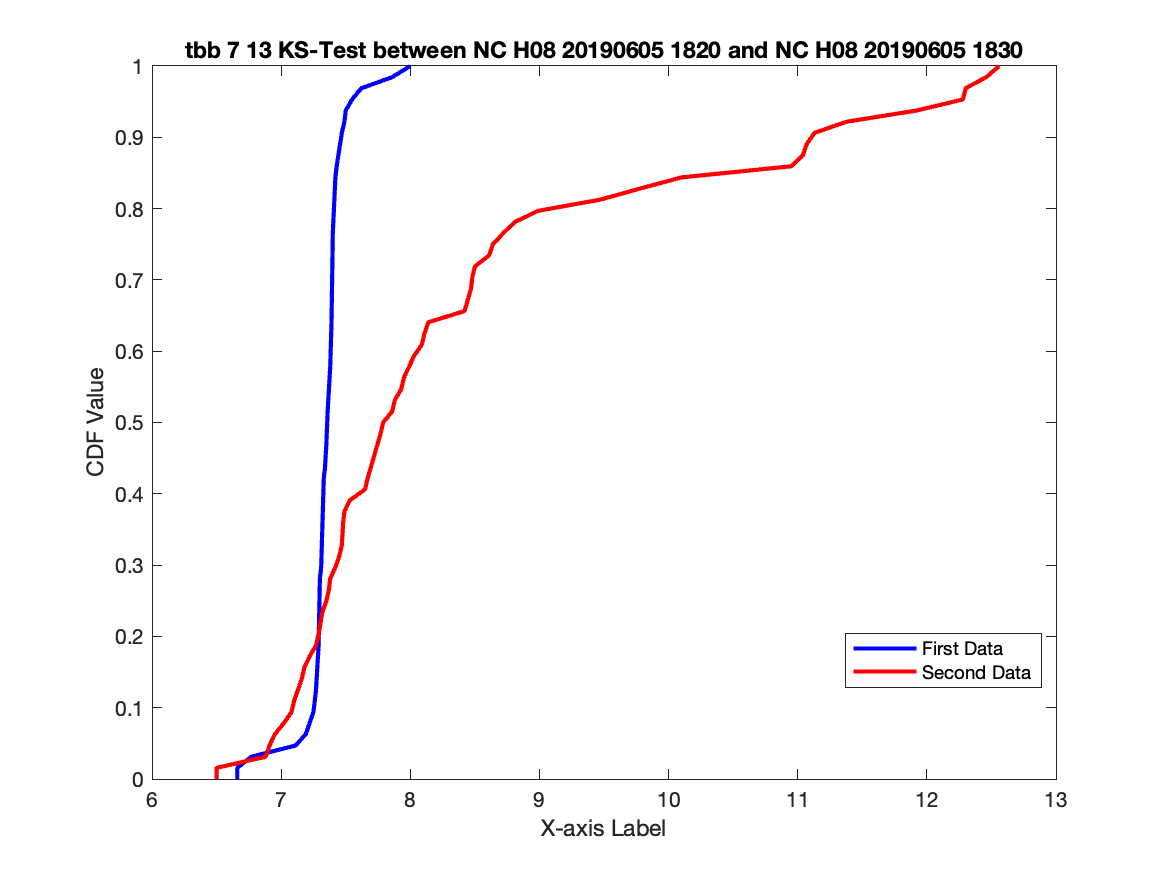 tbb 7 13 KS-Test between NC H08 20190605 1820 and NC H08 20190605 1830
1
0.9
0.8
0.7
0.6
0.5
0.4
0.3
0.2
0.1
0
CDF Value
First Data
Second Data
6 7 8 9 10 11 12 13
X-axis Label